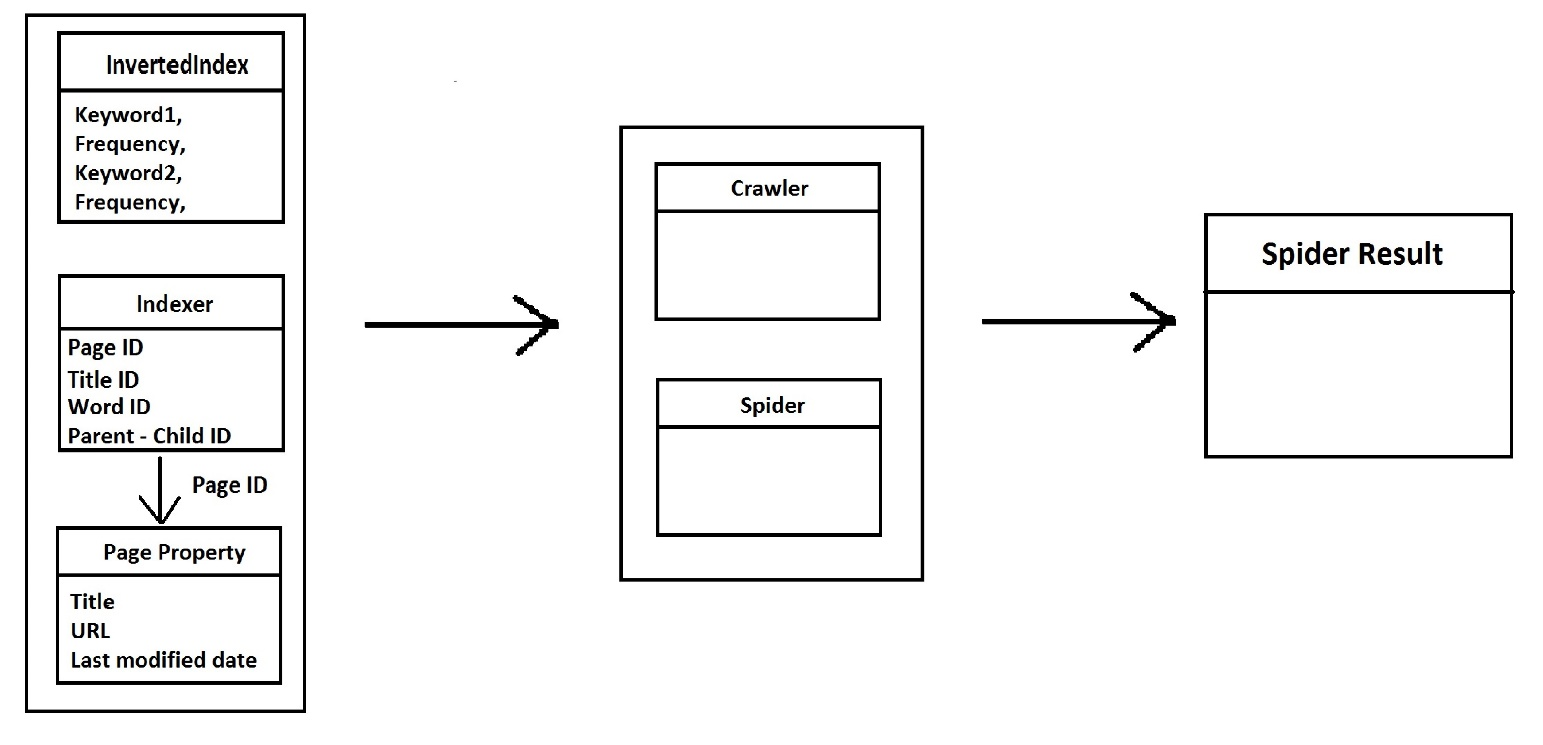 InvertedIndex
Keyword1,
Frequency,
Keyword2,
Frequency,
Indexer
Page ID
Title ID
Word ID
Parent - Child ID
Page ID
Page Property
Title
URL
Last modified date
Crawler
Spider
Spider Result